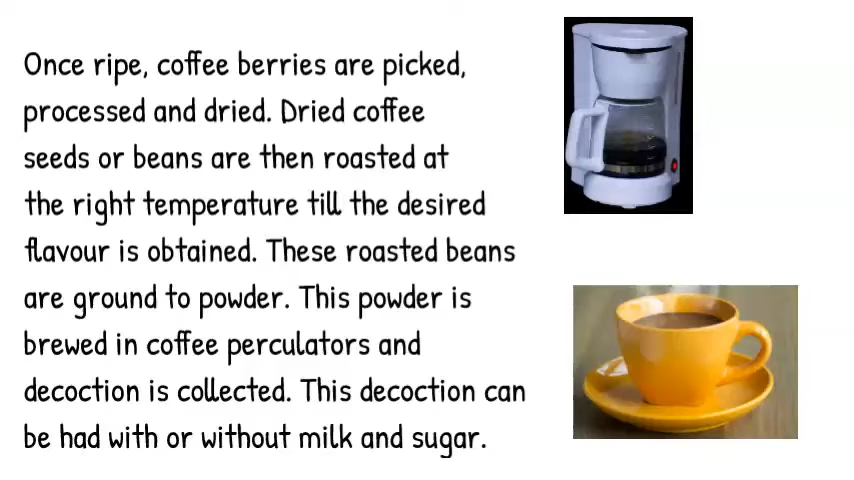 Once ripe, coffee berries are picked,
processed and dried. Dried coffee
seeds or beans are then roasted at
the right temperature till the desired
flavour is obtained. These roasted beans
are ground to powder. This powder is
brewed in coffee perculators and
decoction is collected. This decoction can
be had with or without milk and sugar.